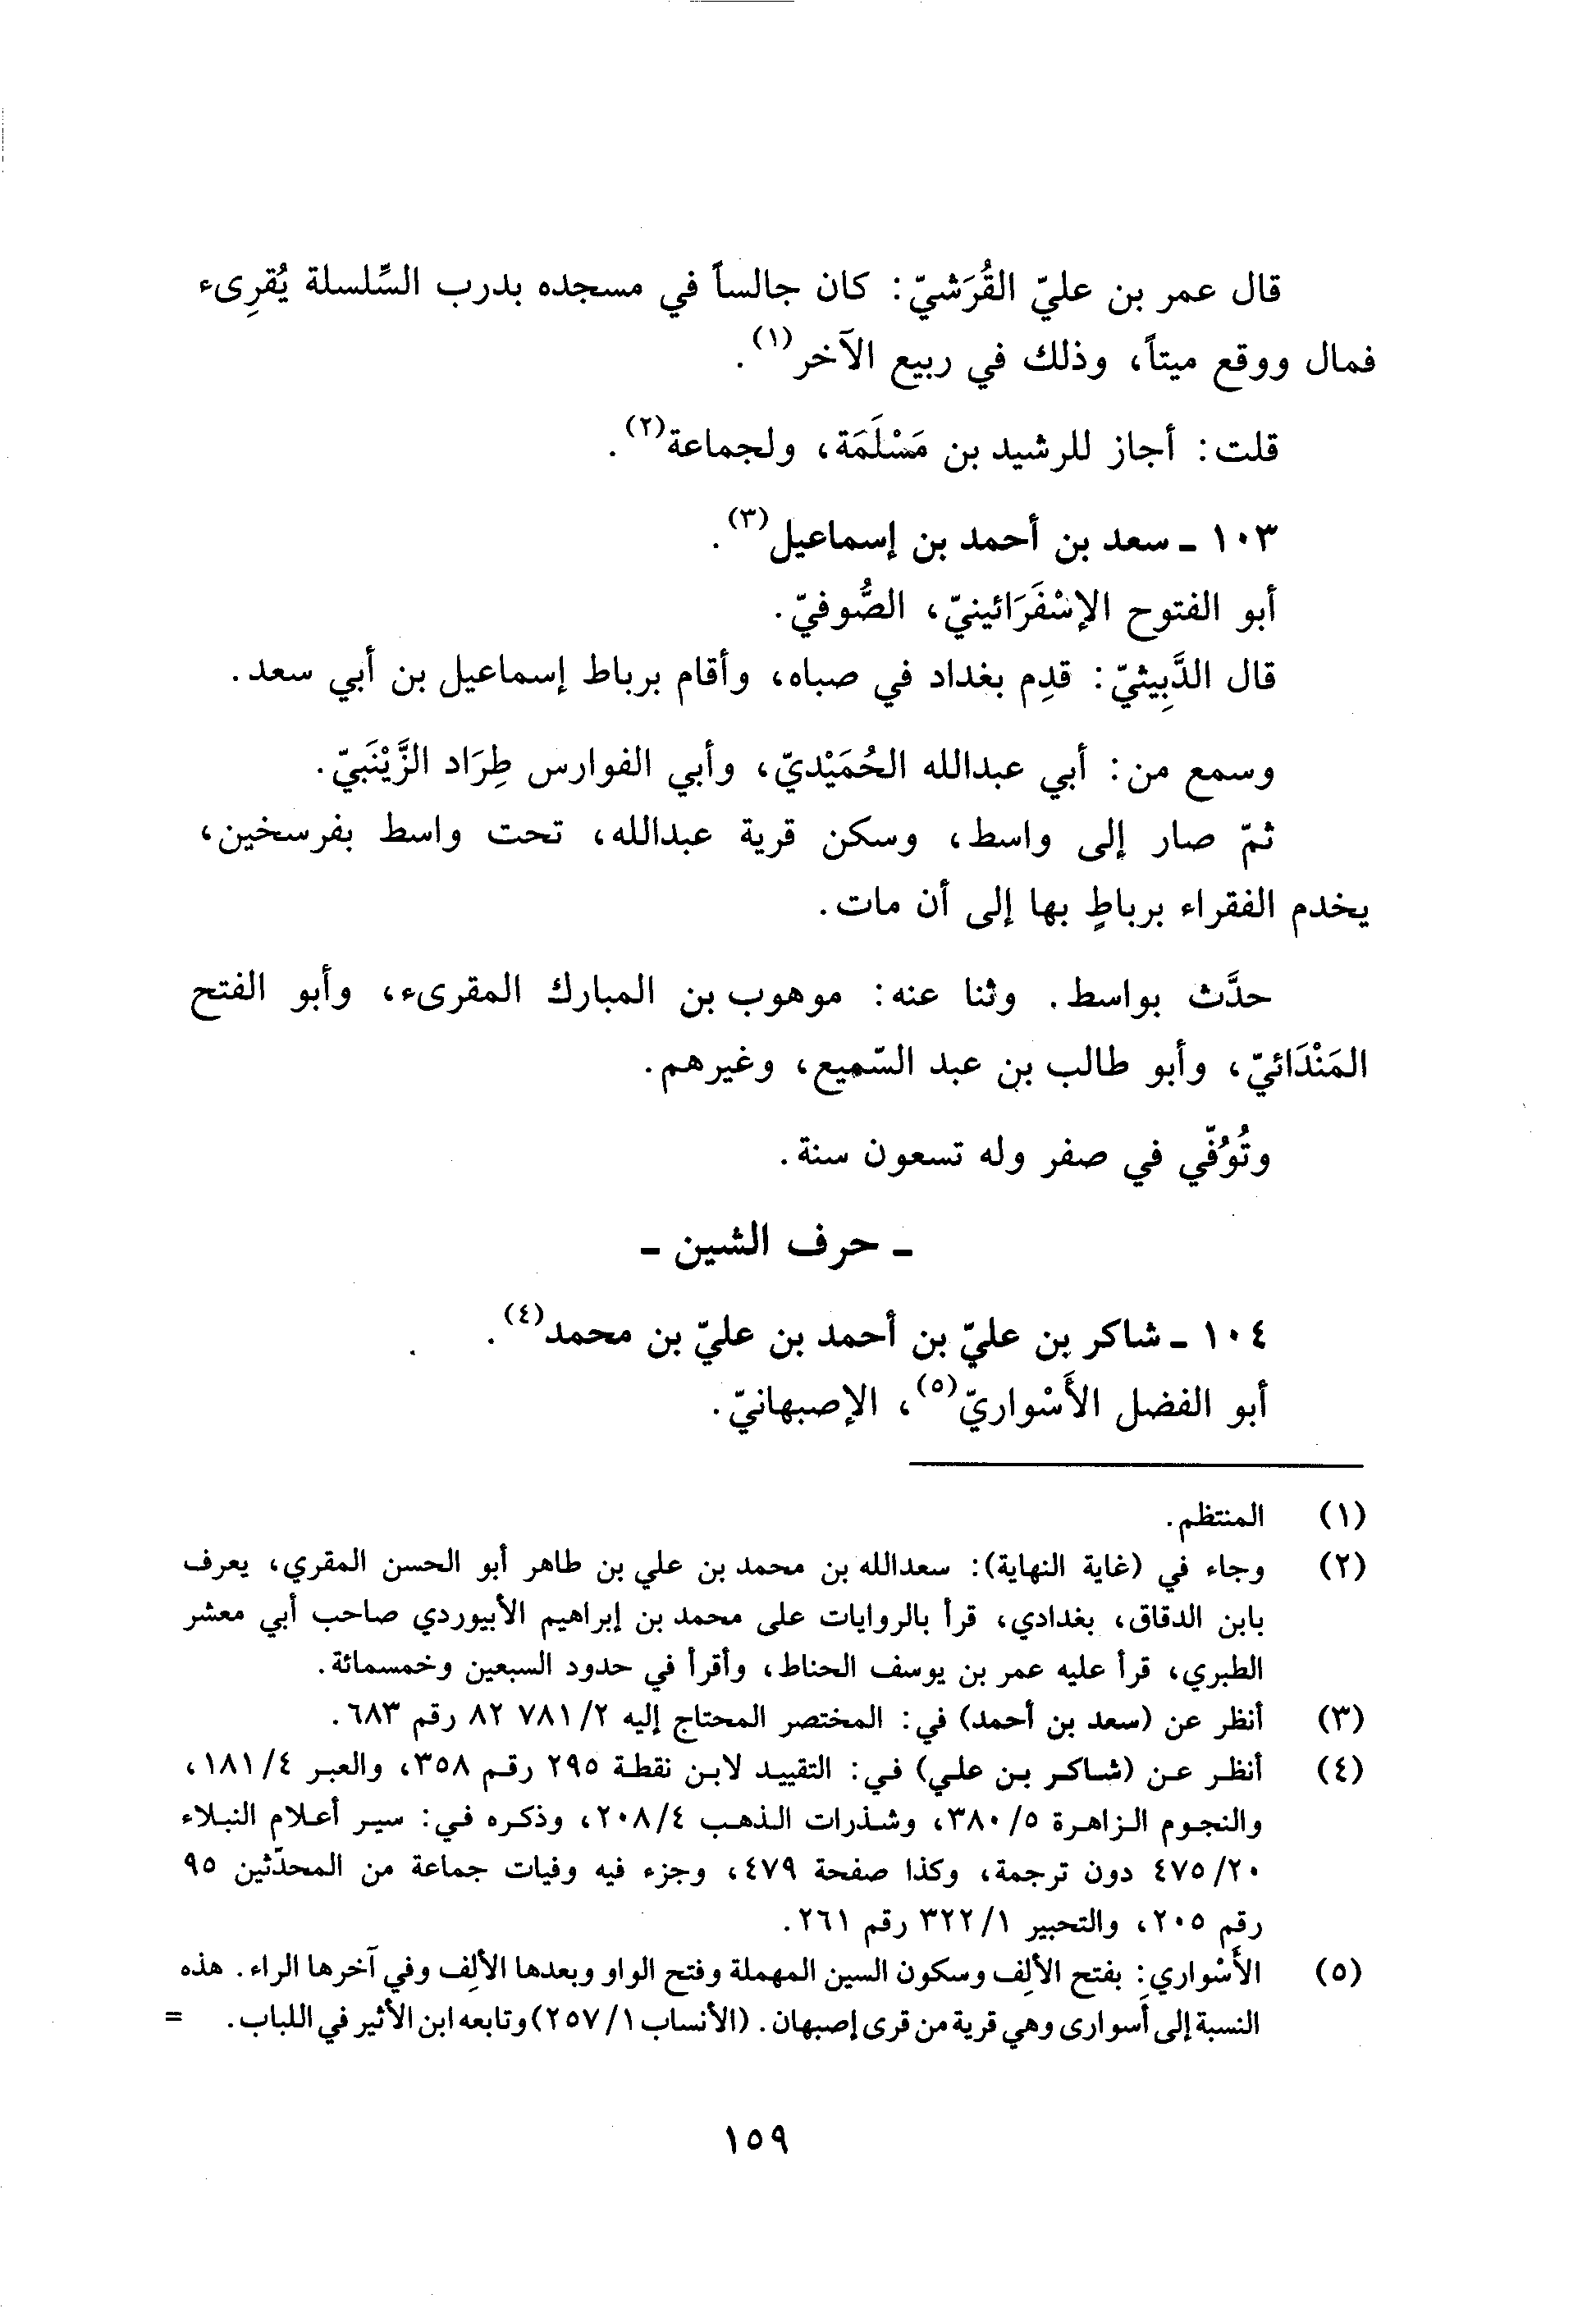 قال عمر بن عليّ القُرَشيّ: كان جالساً في مسجده بدرب السِّلسلة يُقرِىء
فمال ووقع ميتاً، وذلك في ربيع الآخر(١).
قلت: أجاز للرشيد بن مَسْلَمَة، ولجماعة(٢).
١٠٣ ـ سعد بن أحمد بن إسماعيل(٣).
أبو الفتوح الإسْفَرَائينيّ، الصُّوفيّ.
قال الدَّبِيثيّ: قدِم بغداد في صباه، وأقام برباط إسماعيل بن أبي سعد.
وسمع من: أبي عبدالله الحُمَيْديّ، وأبي الفوارس طِرَاد الزَّيْنَبيّ.
ثمّ صار إلى واسط، وسكن قرية عبدالله، تحت واسط بفرسخين،
يخدم الفقراء برباطٍ بها إلى أن مات.
حدَّث بواسط. وثنا عنه: موهوب بن المبارك المقرىء، وأبو الفتح
المَنْدَائيّ، وأبو طالب بن عبد السّميع، وغيرهم.
وتُوُفّي في صفر وله تسعون سنة.
ـ حرف الشين ـ
١٠٤ ـ شاكر بن عليّ بن أحمد بن عليّ بن محمد(٤).
أبو الفضل الأَسْواريّ(٥)، الإصبهانيّ.
(١) المنتظم.
(٢) وجاء في (غاية النهاية): سعدالله بن محمد بن علي بن طاهر أبو الحسن المقري، يعرف
بابن الدقاق، بغدادي، قرأ بالروايات على محمد بن إبراهيم الأبيوردي صاحب أبي معشر
الطبري، قرأ عليه عمر بن يوسف الحناط، وأقرأ في حدود السبعين وخمسمائة.
(٣) أنظر عن (سعد بن أحمد) في: المختصر المحتاج إليه ٢/٧٨١ ٨٢ رقم ٦٨٣.
(٤) أنظر عن (شاكر بن علي) في: التقييد لابن نقطة ٢٩٥ رقم ٣٥٨، والعبر ٤/١٨١،
والنجوم الزاهرة ٥/٣٨٠، وشذرات الذهب ٤/٢٠٨، وذكره في: سير أعلام النبلاء
٢٠/٤٧٥ دون ترجمة، وكذا صفحة ٤٧٩، وجزء فيه وفيات جماعة من المحدّثين ٩٥
رقم ٢٠٥، والتحبير ١/٣٢٢ رقم ٢٦١.
(٥) الأَسْواري: بفتح الألِف وسكون السين المهملة وفتح الواو وبعدها الألِف وفي آخرها الراء. هذه
النسبة إلى أسوارى وهي قرية من قرى إصبهان. (الأنساب ١/٢٥٧) وتابعه ابن الأثير في اللباب. =
١٥٩